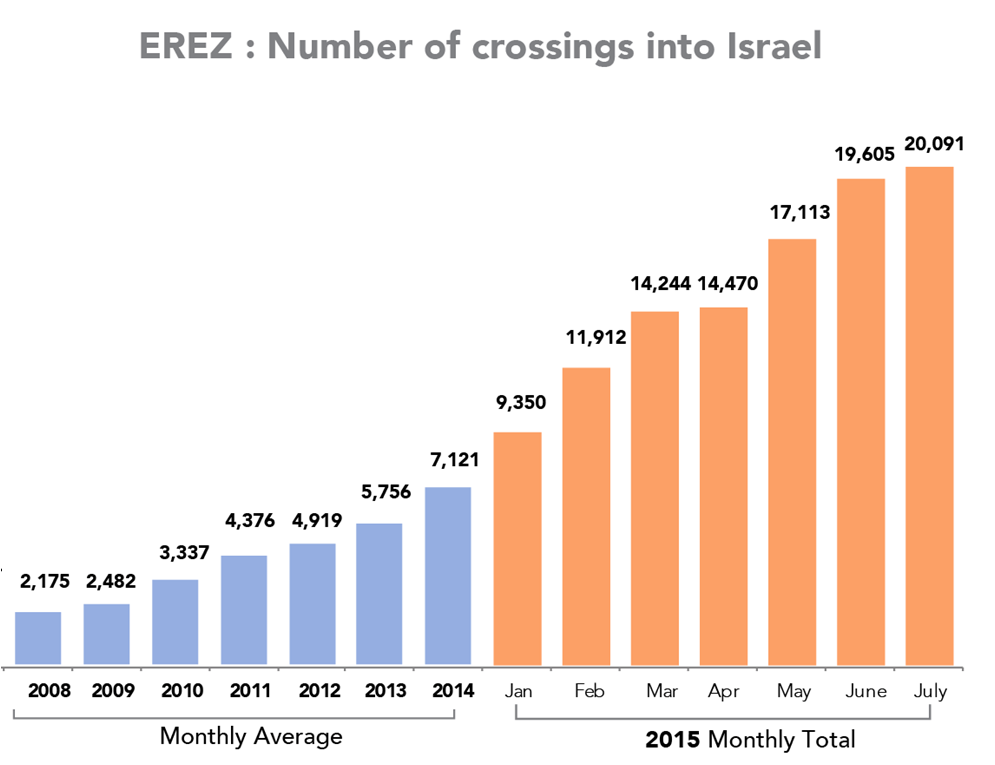 EREZ : Number of crossings into Israel
20,091
19,605
17,113
14,244 14,470
11,912
9,350
7,121
5,756
4,376 4,919
3,337
2,175 2,482
2008 2009 2010 2011 2012 2013 2014 Jan Feb Mar Apr May June July
Monthly Average
2015 Monthly Total